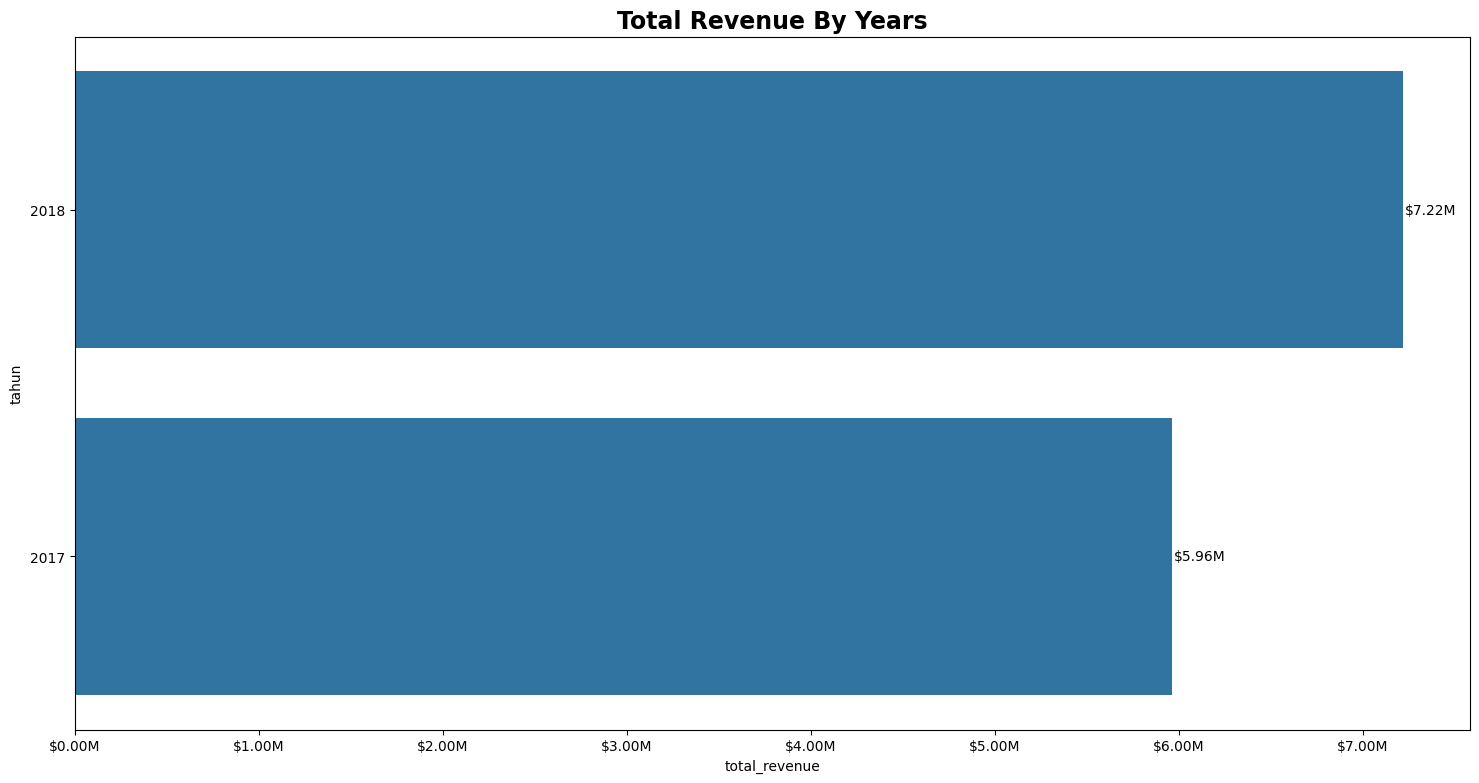 Total Revenue By Years
tahun
2018
$7.22M
2017
$5.96M
$0.00M $1.00M $2.00M $3.00M $4.00M $5.00M $6.00M $7.00M
total_revenue